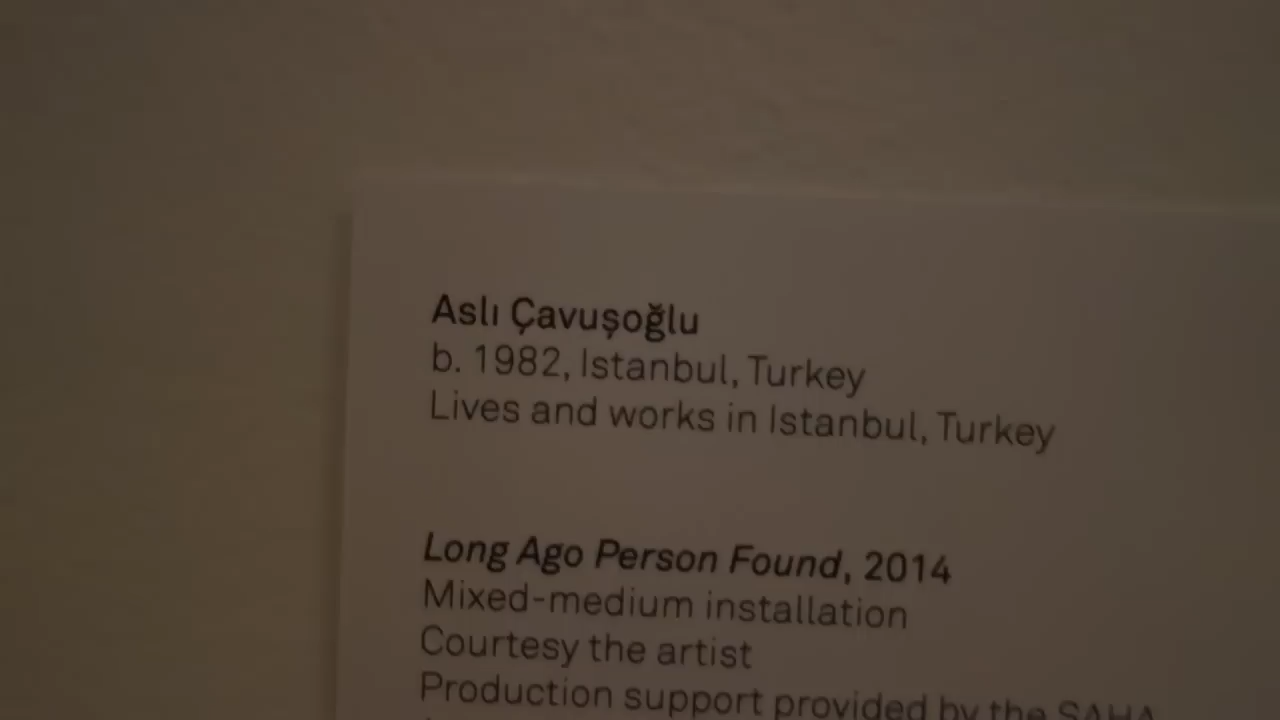 Aslı Çavuşoğlu
b. 1982, Istanbul, Turkey
Lives and works in Istanbul, Turkey
Long Ago Person Found, 2014
Mixed-medium installation
Courtesy the artist
Production support provided by the SAHA